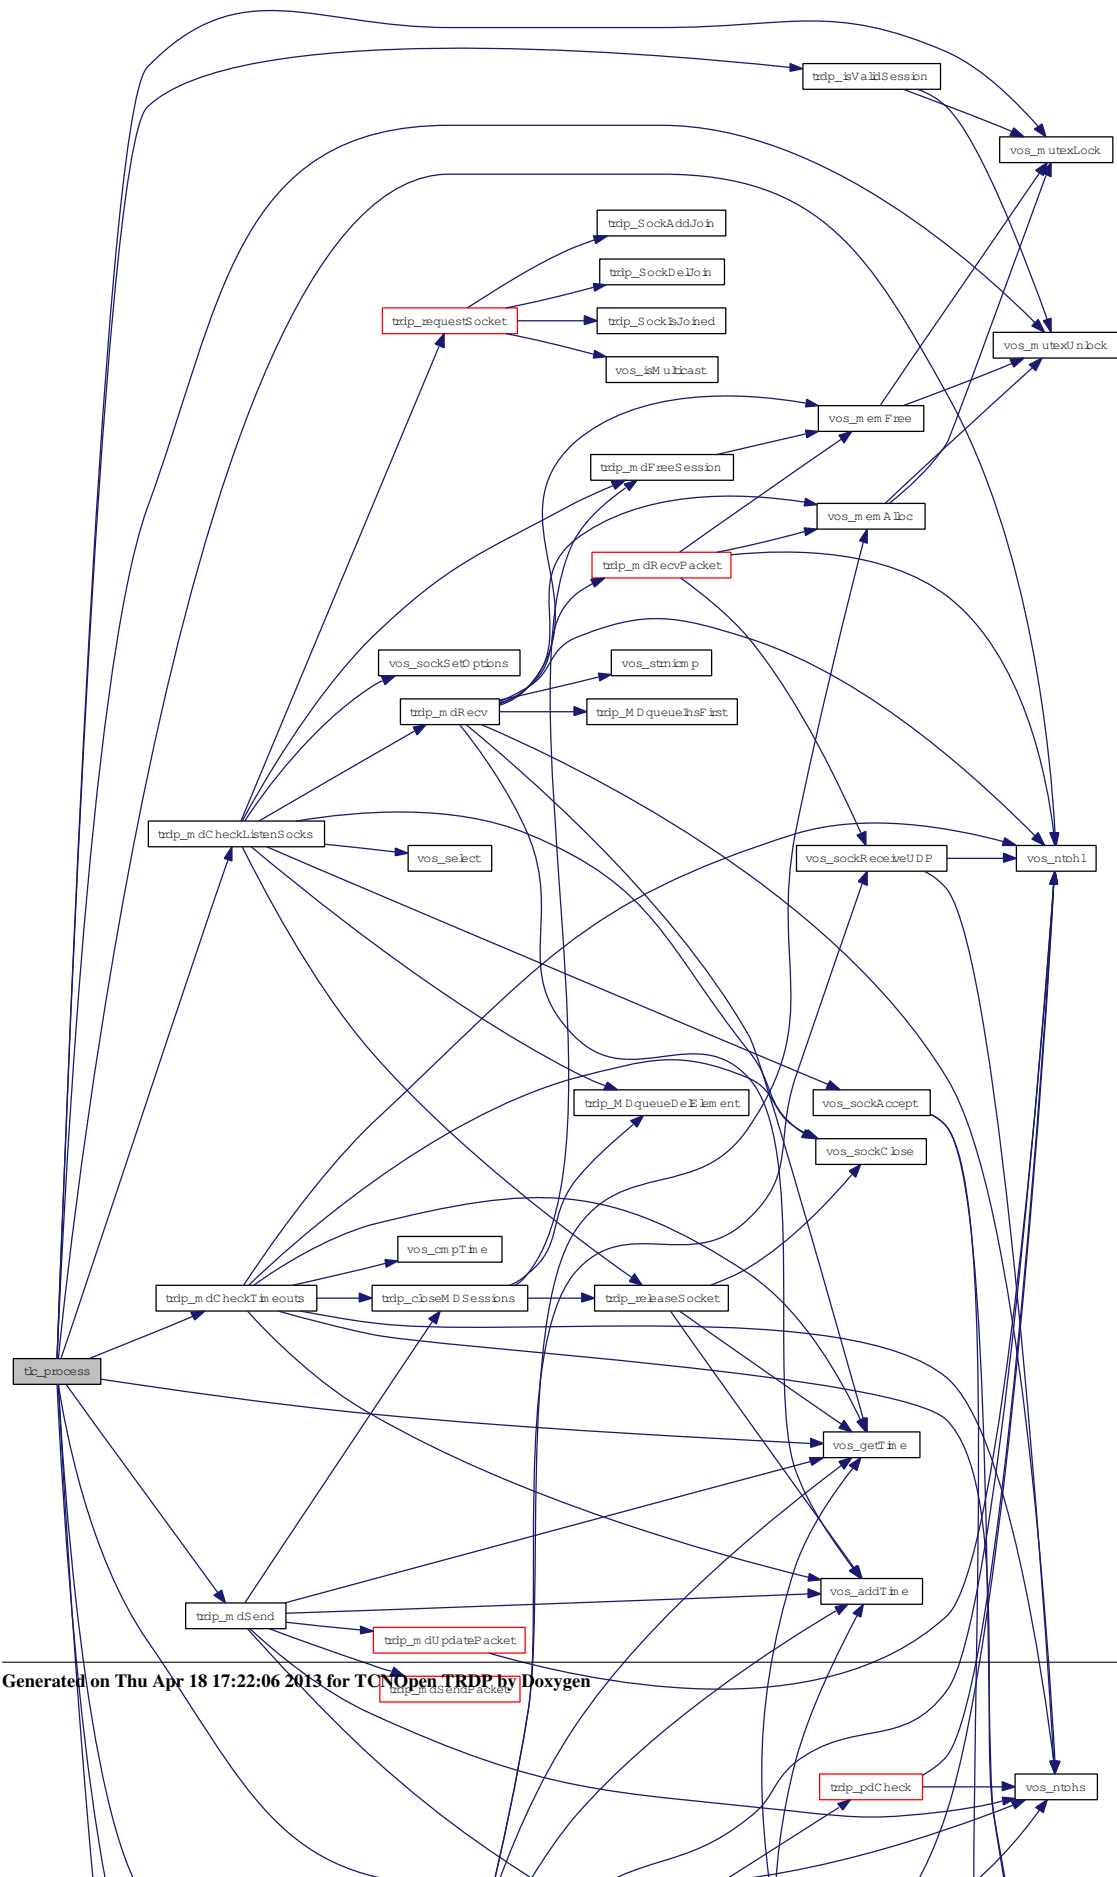 trdp_isValidSession
vos_mutexLock
trdp_SockAddJoin
trdp_SockDelJoin
trdp_requestSocket
trdp_SockIsJoined
vos_mutexUnlock
vos_isMulticast
vos_memFree
trdp_mdFreeSession
vos_memAlloc
trdp_mdRecvPacket
vos_sockSetOptions
vos_strnicmp
trdp_mdRecv
trdp_MDqueueInsFirst
trdp_mdCheckListenSocks
vos_select
vos_sockReceiveUDP
vos_ntohl
trdp_MDqueueDelElement
vos_sockAccept
vos_sockClose
vos_cmpTime
trdp_mdCheckTimeouts
trdp_closeMDSessions
trdp_releaseSocket
tlc_process
vos_getTime
vos_addTime
trdp_mdSend
trdp_mdUpdatePacket
Generated on Thu Apr 18 17:22:06 2013 for TCNOpen TRDP by Doxygen
trdp_mdSendPacket
trdp_pdCheck
vos_ntohs